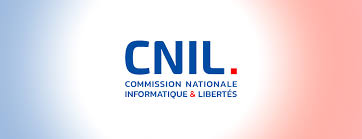 CNIL.
COMMISSION NATIONALE
INFORMATIQUE & LIBERTÉS